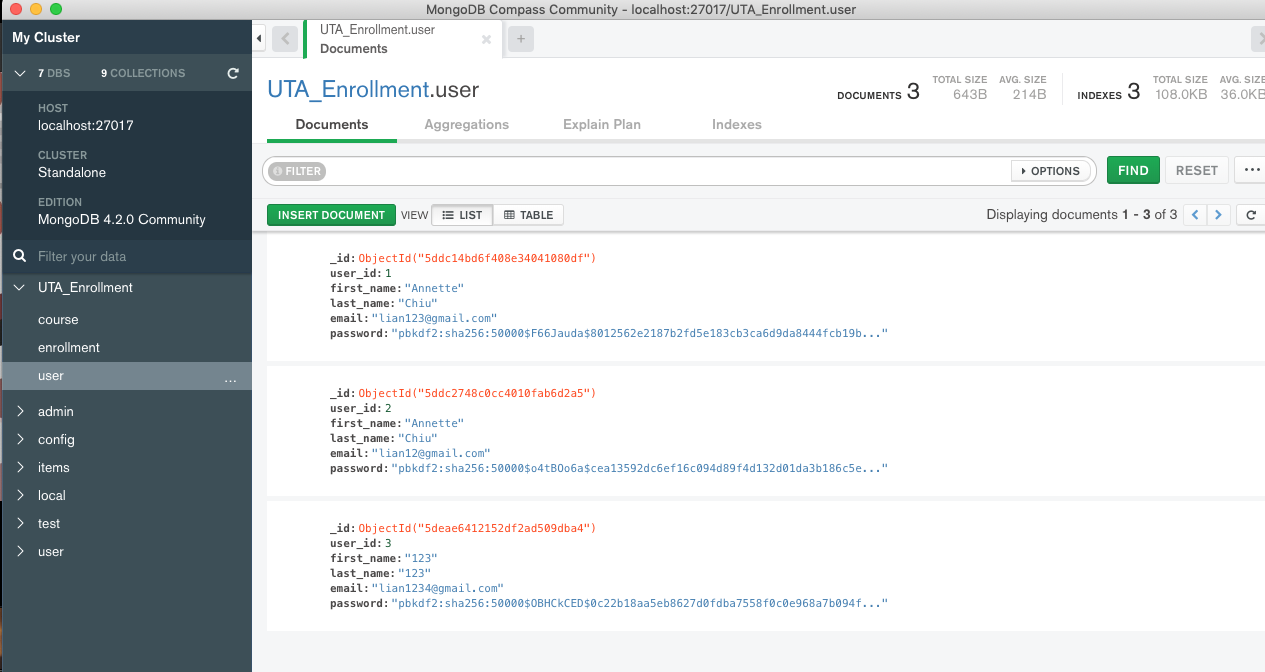 MongoDB Compass Community - localhost:27017/UTA_Enrollment.user
My Cluster
7 DBS 9 COLLECTIONS
HOST
localhost:27017
CLUSTER
Standalone
EDITION
MongoDB 4.2.0 Community
Filter your data
UTA_Enrollment
course
enrollment
user ...
admin
config
items
local
test
user
UTA_Enrollment.user
Documents
+
UTA_Enrollment.user
DOCUMENTS 3 TOTAL SIZE 643B AVG. SIZE 214B
INDEXES 3 TOTAL SIZE 108.0KB AVG. SIZE 36.0KB
Documents Aggregations Explain Plan Indexes
FILTER OPTIONS FIND RESET ...
INSERT DOCUMENT VIEW LIST TABLE Displaying documents 1 - 3 of 3
_id: ObjectId("5ddc14bd6f408e34041080df")
user_id: 1
first_name: "Annette"
last_name: "Chiu"
email: "lian123@gmail.com"
password: "pbkdf2:sha256:50000$F66Jauda$8012562e2187b2fd5e183cb3ca6d9da8444fcb19b..."
_id: ObjectId("5ddc2748c0cc4010fab6d2a5")
user_id: 2
first_name: "Annette"
last_name: "Chiu"
email: "lian12@gmail.com"
password: "pbkdf2:sha256:50000$o4tBOo6a$cea13592dc6ef16c094d89f4d132d01da3b186c5e..."
_id: ObjectId("5deae6412152df2ad509dba4")
user_id: 3
first_name: "123"
last_name: "123"
email: "lian1234@gmail.com"
password: "pbkdf2:sha256:50000$OBHCkCED$0c22b18aa5eb8627d0fdba7558f0c0e968a7b094f..."